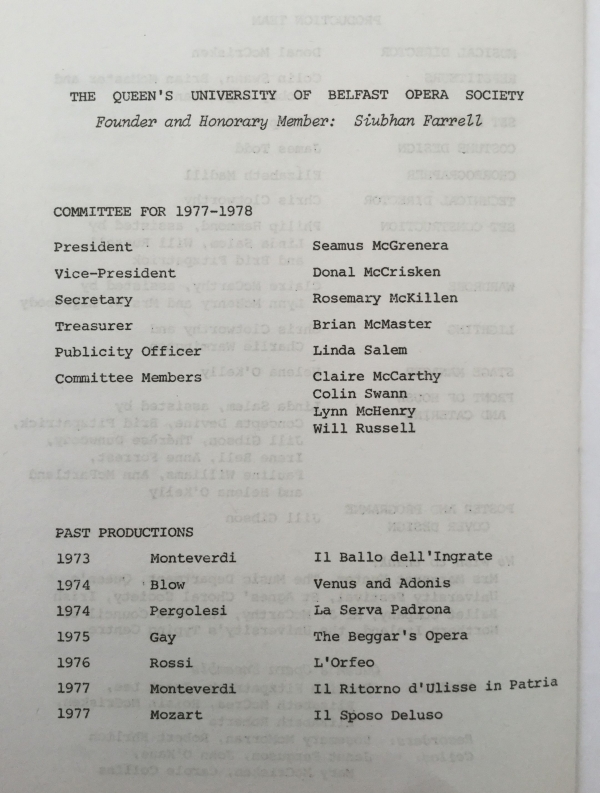 THE QUEEN'S UNIVERSITY OF BELFAST OPERA SOCIETY
Founder and Honorary Member: Siubhan Farrell
COMMITTEE FOR 1977-1978
President Seamus McGrenera
Vice-President Donal McCrisken
Secretary Rosemary McKillen
Treasurer Brian McMaster
Publicity Officer Linda Salem
Committee Members Claire McCarthy
Colin Swann
Lynn McHenry
Will Russell
PAST PRODUCTIONS
1973 Monteverdi Il Ballo dell'Ingrate
1974 Blow Venus and Adonis
1974 Pergolesi La Serva Padrona
1975 Gay The Beggar's Opera
1976 Rossi L'Orfeo
1977 Monteverdi Il Ritorno d'Ulisse in Patria
1977 Mozart Il Sposo Deluso